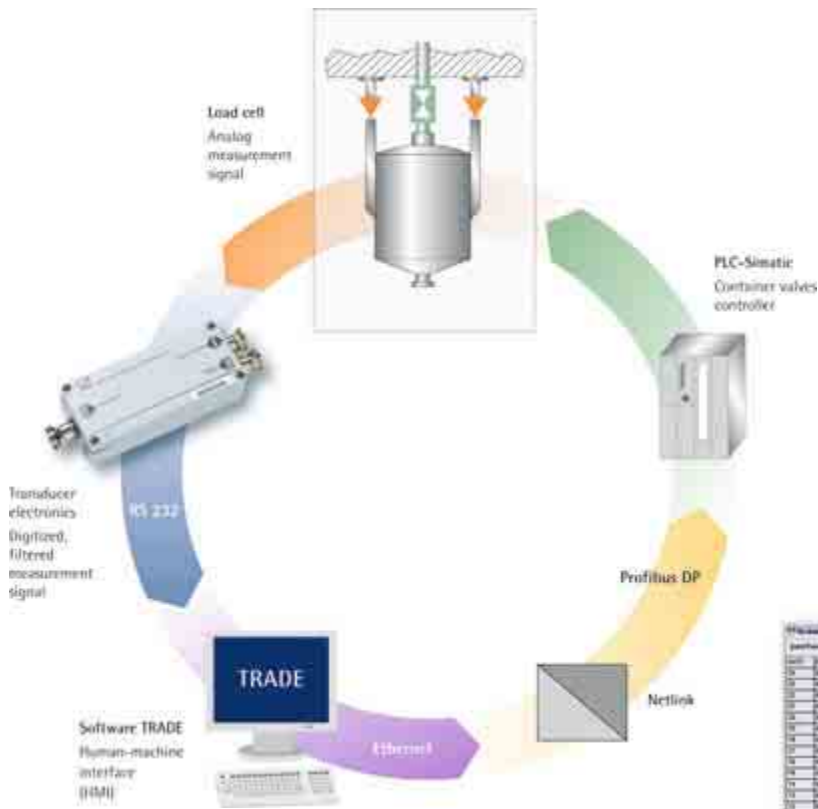 Load cell
Analog
measurement
signal
PLC-Simatic
Container valves
controller
Transducer
electronics
Digitized,
filtered
measurement
signal
RS 232
Profibus DP
TRADE
Netlink
Software TRADE
Human-machine
interface
(HMI)
Ethernet